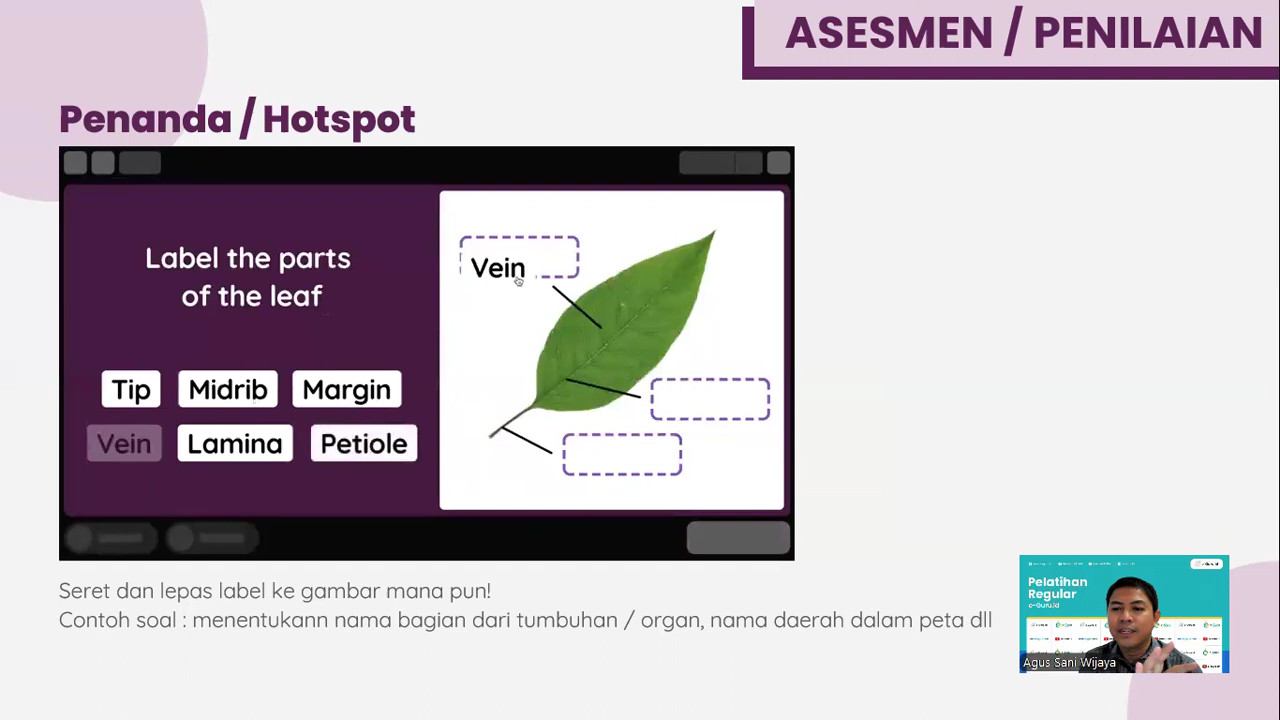 ASESMEN / PENILAIAN
Penanda / Hotspot
Label the parts
of the leaf
Vein
Tip Midrib Margin
Vein Lamina Petiole
Seret dan lepas label ke gambar mana pun!
Contoh soal : menentukann nama bagian dari tumbuhan / organ, nama daerah dalam peta dll
Pelatihan
Regular
e-Guru.id
Agus Sani Wijaya